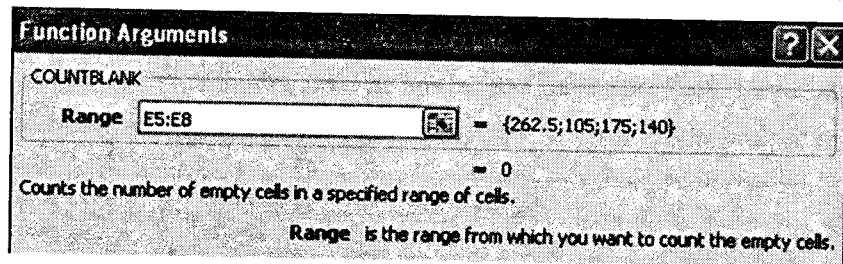 Function Arguments
COUNTBLANK
Range E5:E8 = {262.5;105;175;140}
= 0
Counts the number of empty cells in a specified range of cells.
Range is the range from which you want to count the empty cells.